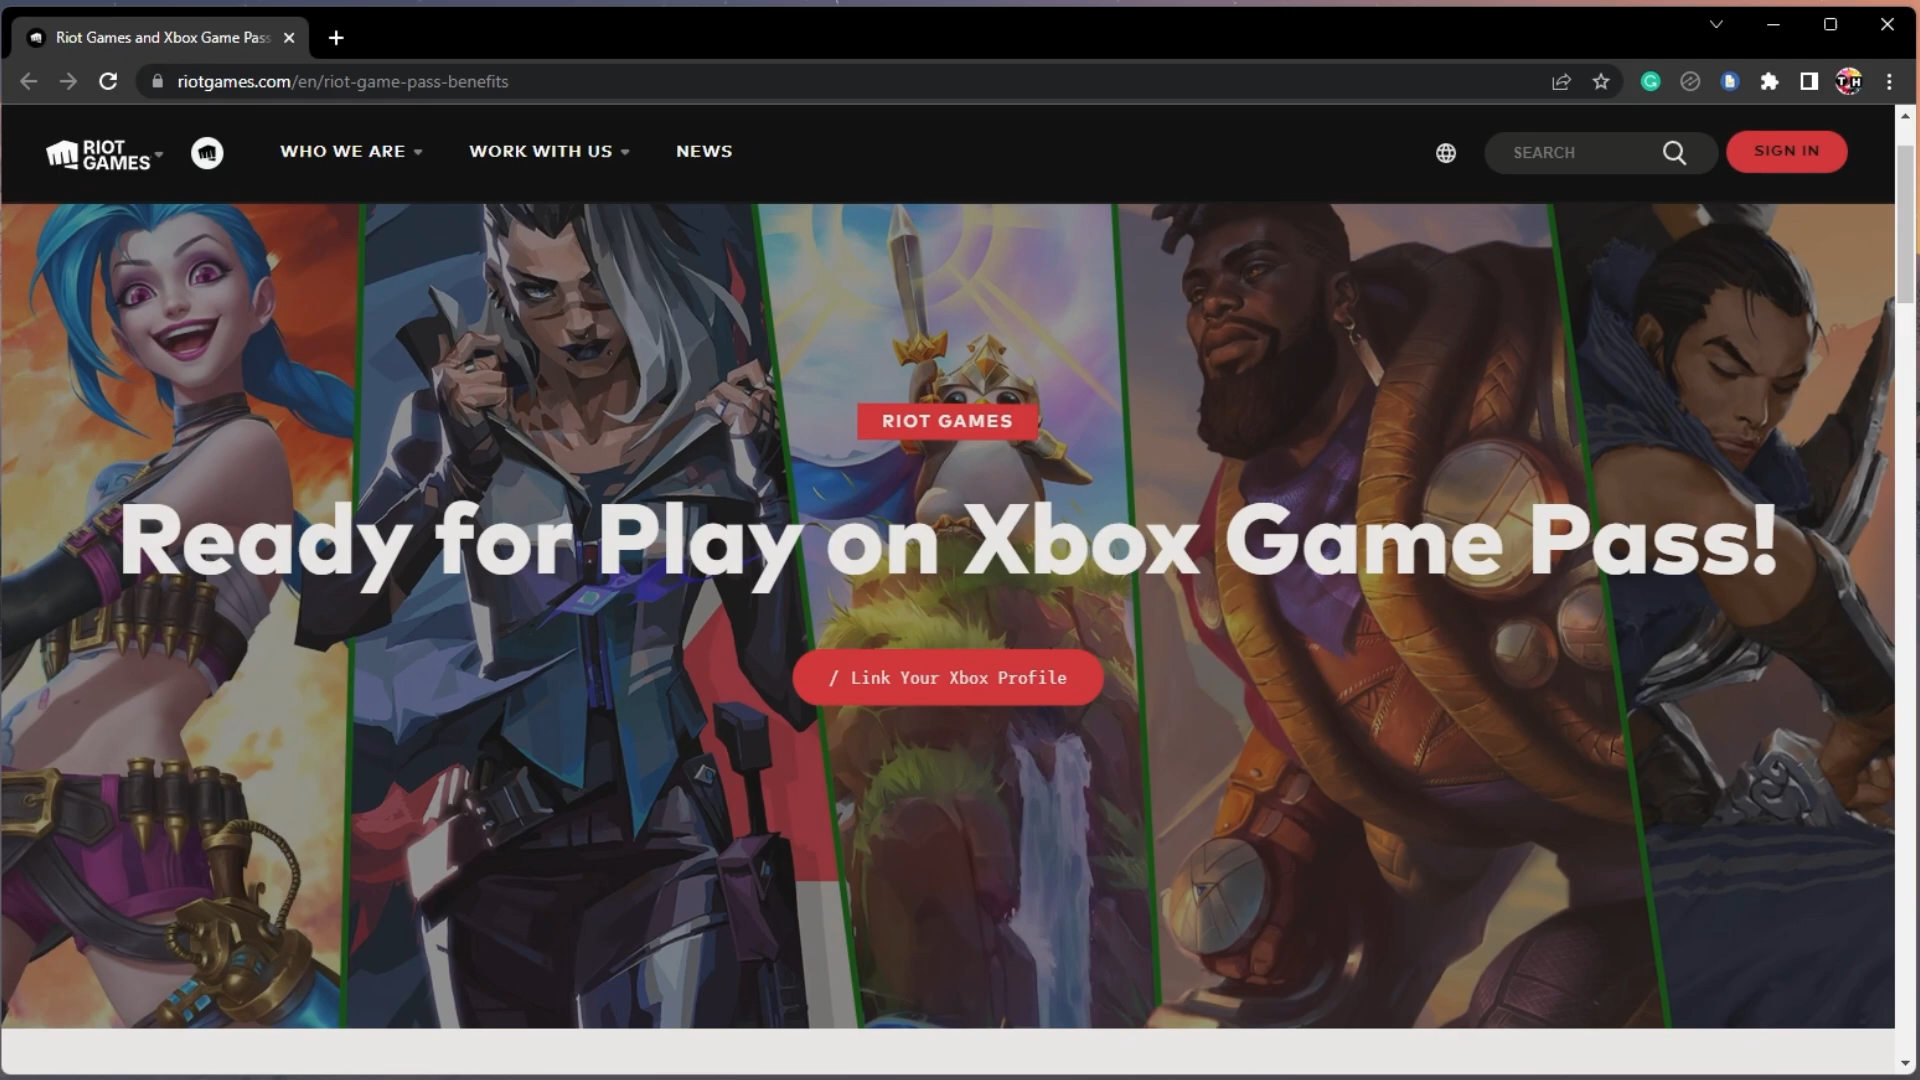 Riot Games and Xbox Game Pass
riotgames.com/en/riot-game-pass-benefits
T H
RIOT GAMES
WHO WE ARE
WORK WITH US
NEWS
SEARCH
SIGN IN
RIOT GAMES
Ready for Play on Xbox Game Pass!
/ Link Your Xbox Profile